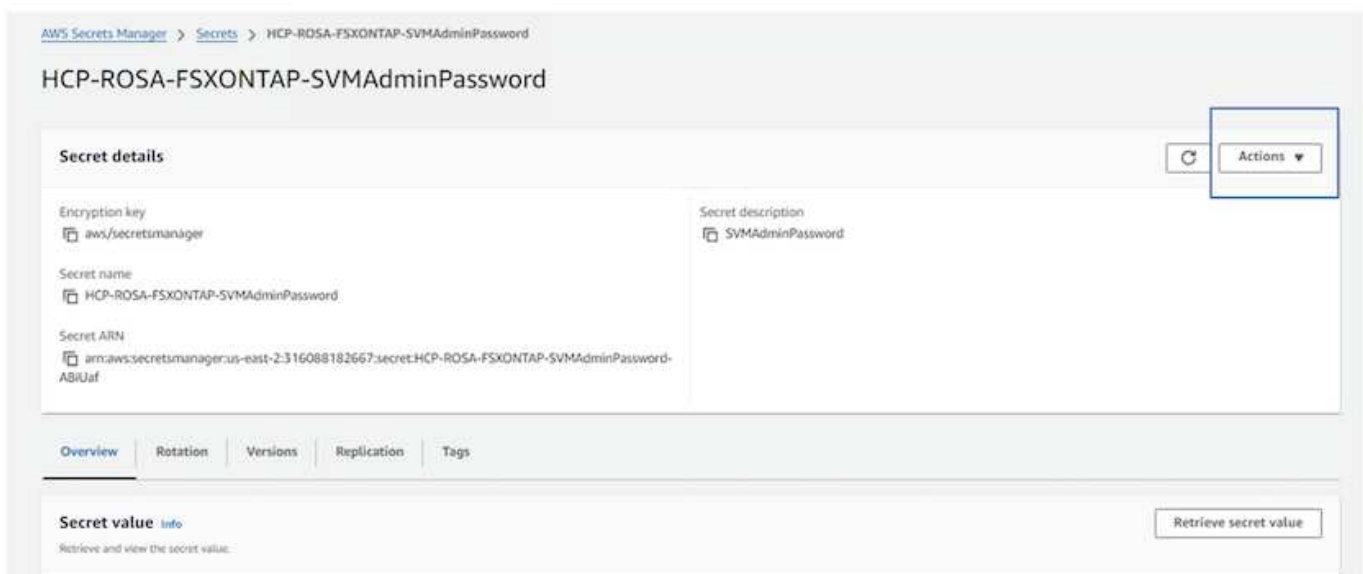 AWS Secrets Manager > Secrets > HCP-ROSA-FSXONTAP-SVMAdminPassword
HCP-ROSA-FSXONTAP-SVMAdminPassword
Secret details
Actions ▼
Encryption key
aws/secretsmanager
Secret description
SVMAdminPassword
Secret name
HCP-ROSA-FSXONTAP-SVMAdminPassword
Secret ARN
arn:aws:secretsmanager:us-east-2:316088182667:secret:HCP-ROSA-FSXONTAP-SVMAdminPassword-
ABiUaf
Overview Rotation Versions Replication Tags
Secret value Info
Retrieve secret value
Retrieve and view the secret value.